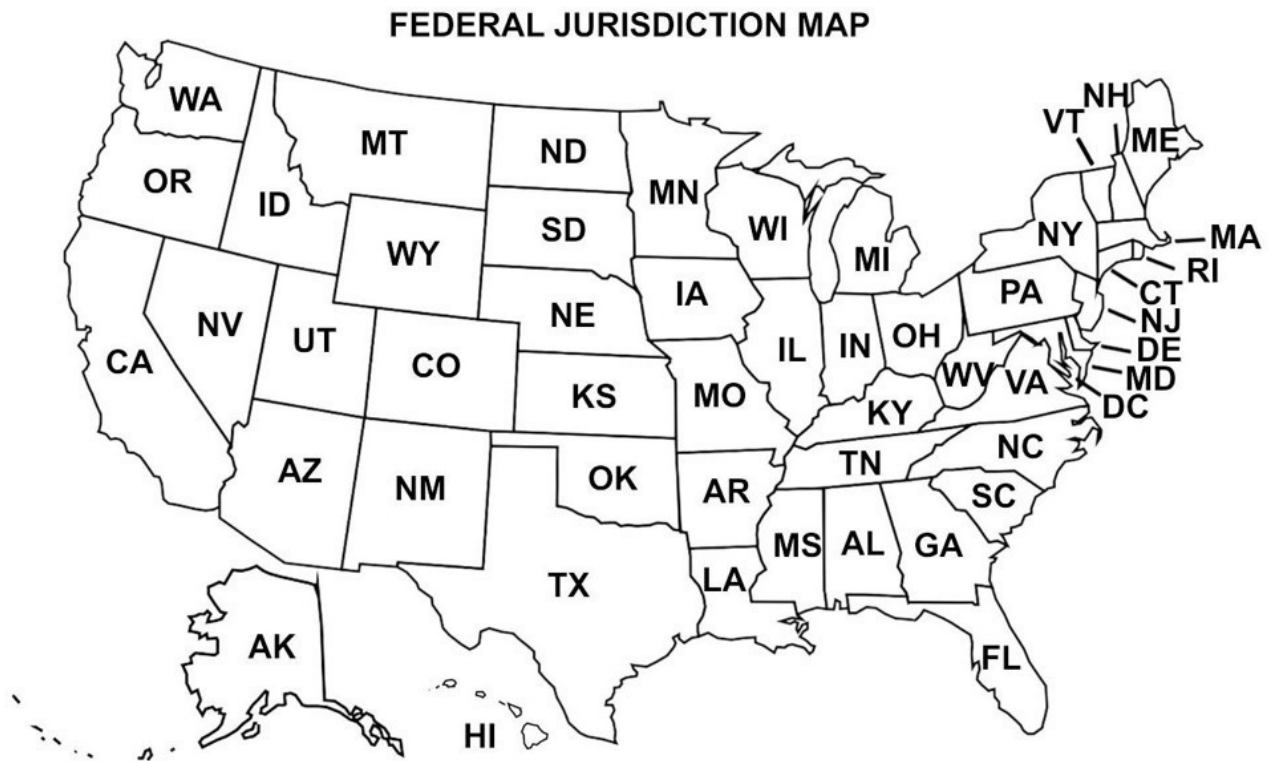 FEDERAL JURISDICTION MAP
WA
MT
ND
MN
OR
ID
WY
SD
WI
MI
NH
VT
ME
NY
MA
RI
CT
NJ
PA
DE
MD
DC
NV
UT
CO
NE
IA
IL
IN
OH
WV
VA
CA
KS
MO
KY
AZ
NM
OK
AR
TN
NC
SC
TX
LA
MS
AL
GA
FL
AK
HI